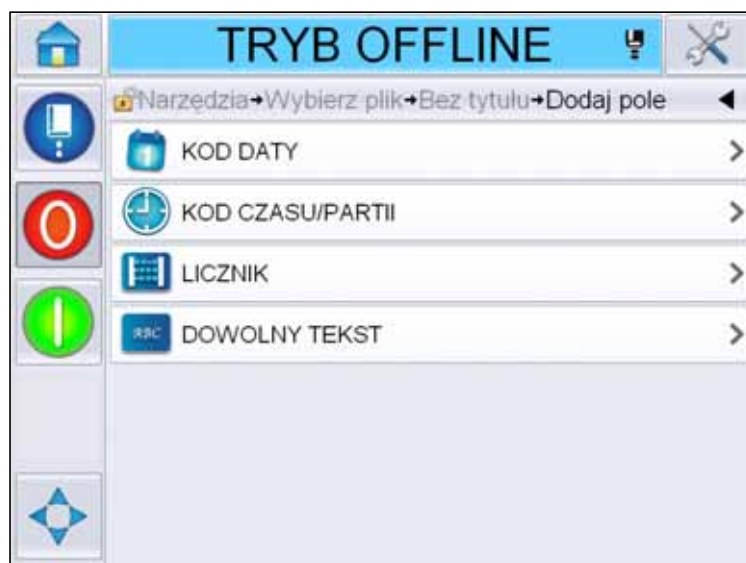 TRYB OFFLINE
Narzędzia→Wybierz plik→Bez tytułu→Dodaj pole
KOD DATY
KOD CZASU/PARTII
LICZNIK
DOWOLNY TEKST